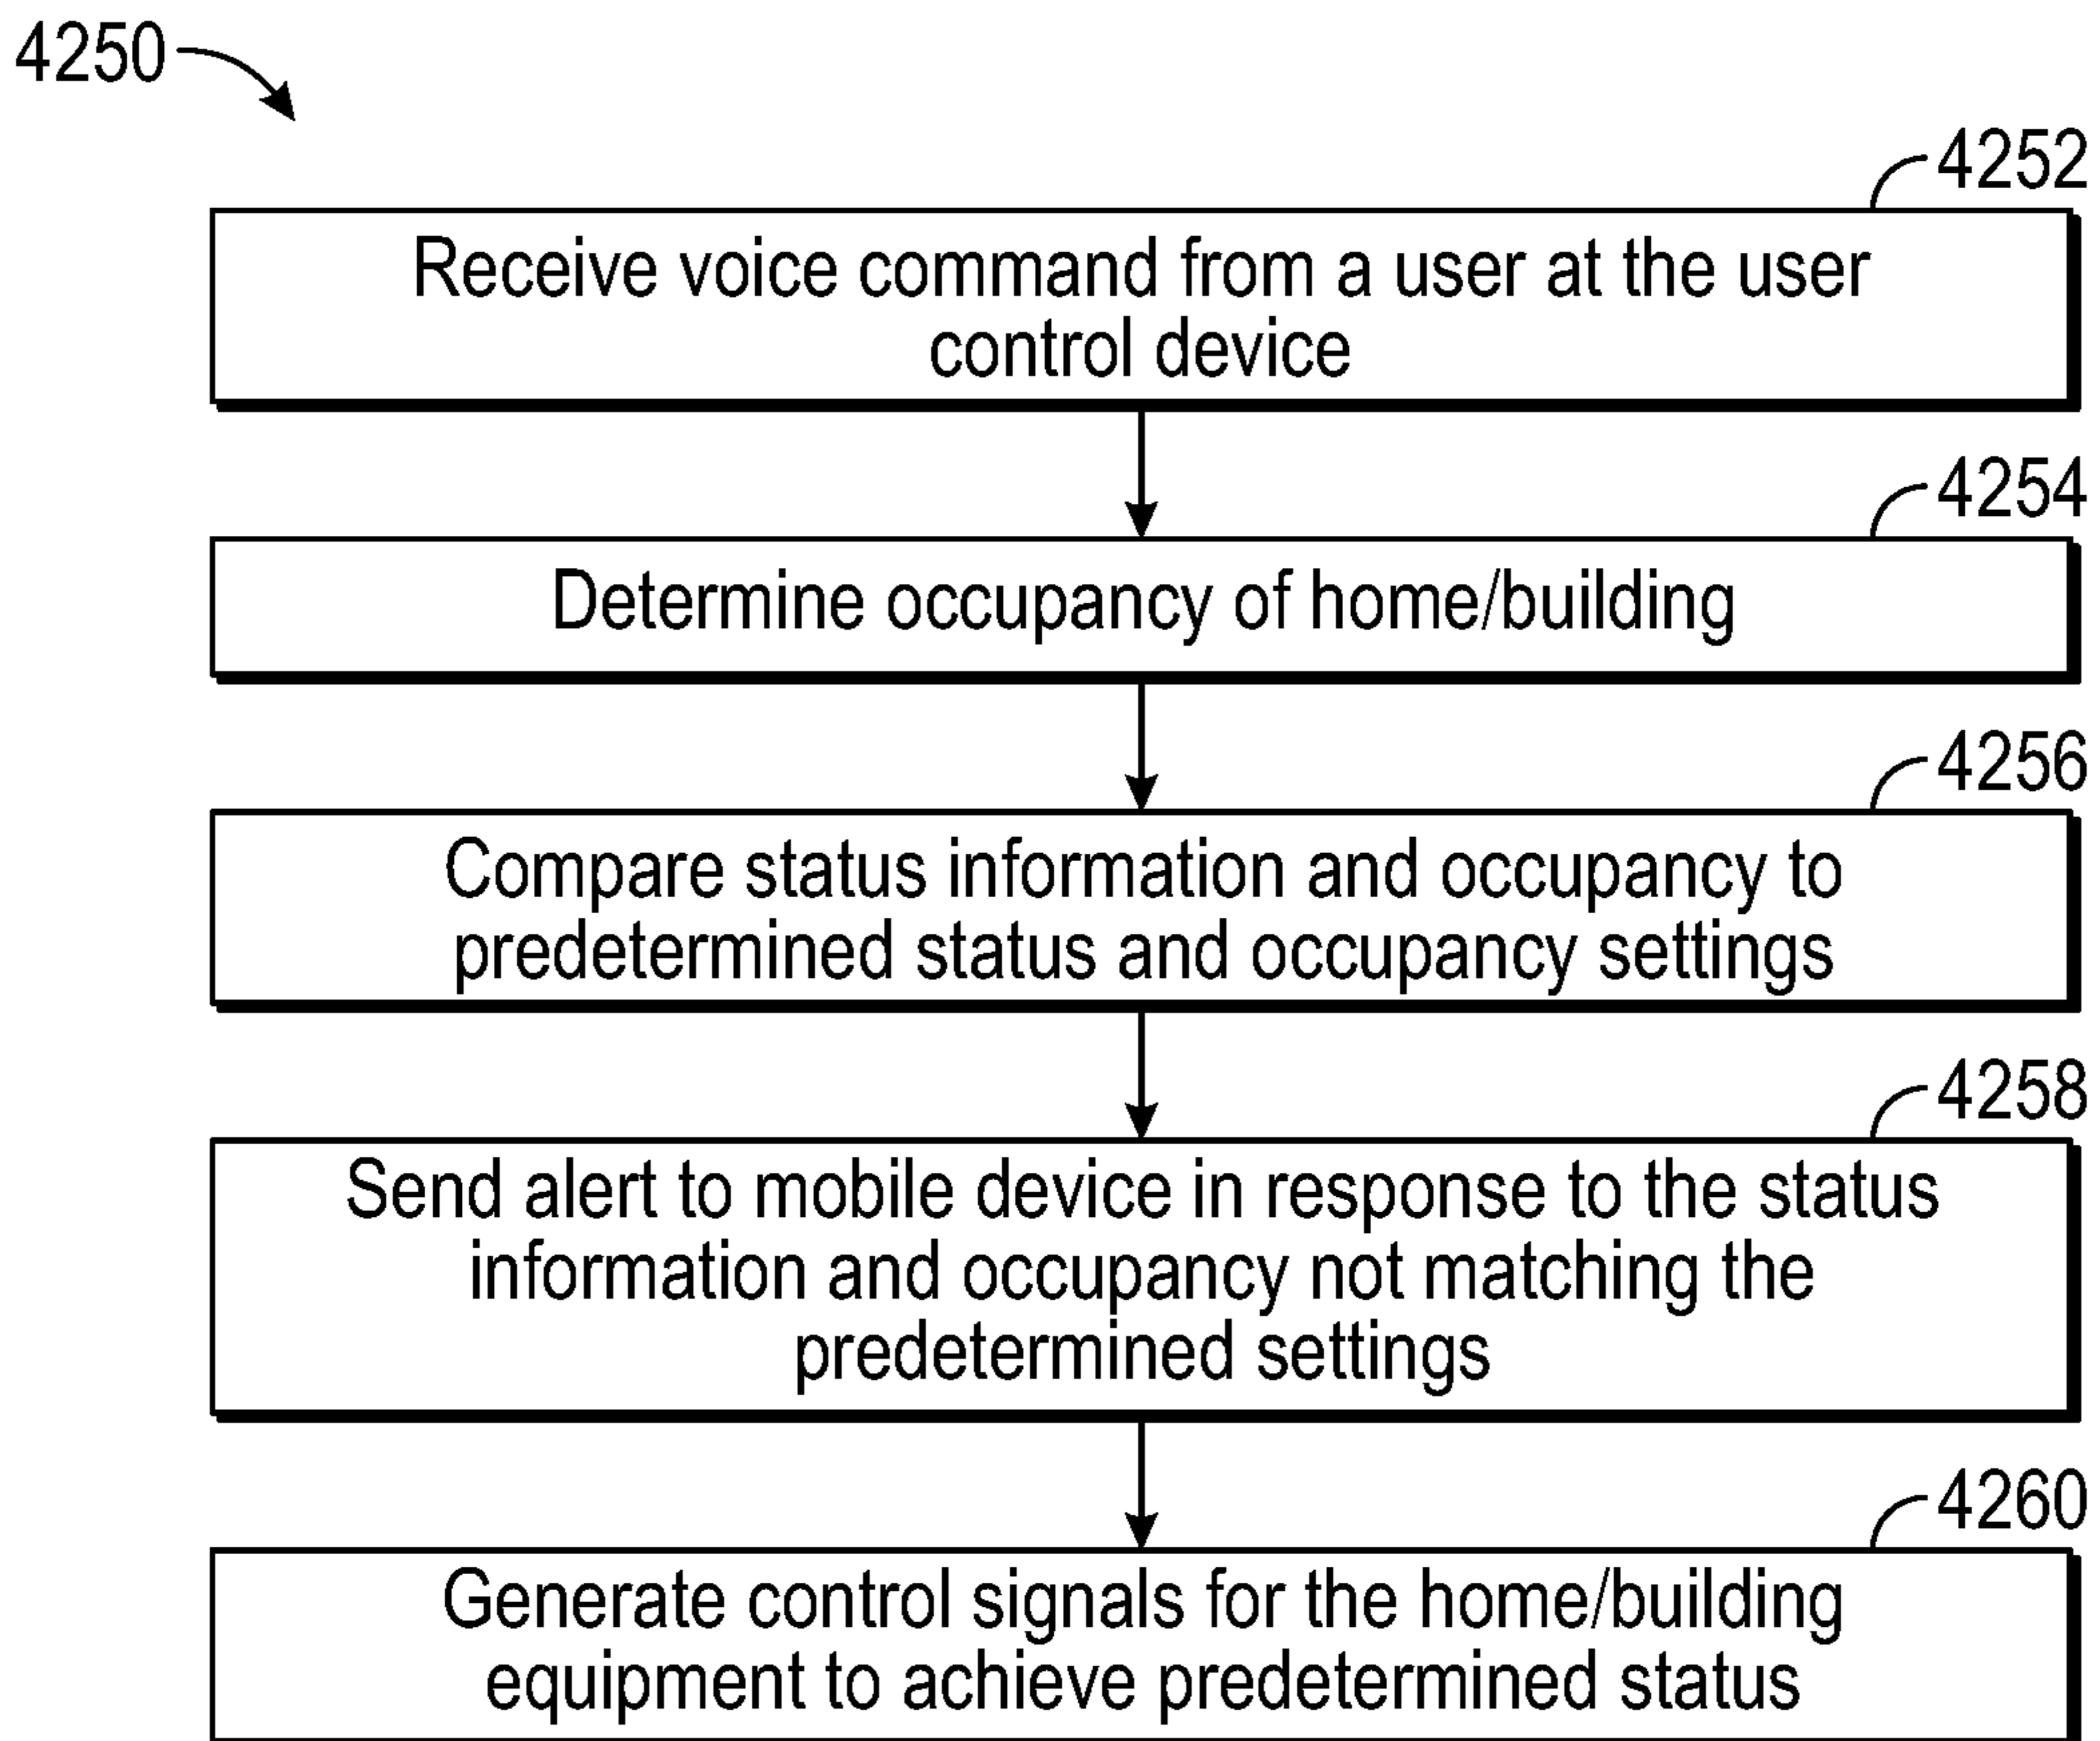 4250
4252
Receive voice command from a user at the user
control device
4254
Determine occupancy of home/building
4256
Compare status information and occupancy to
predetermined status and occupancy settings
4258
Send alert to mobile device in response to the status
information and occupancy not matching the
predetermined settings
4260
Generate control signals for the home/building
equipment to achieve predetermined status